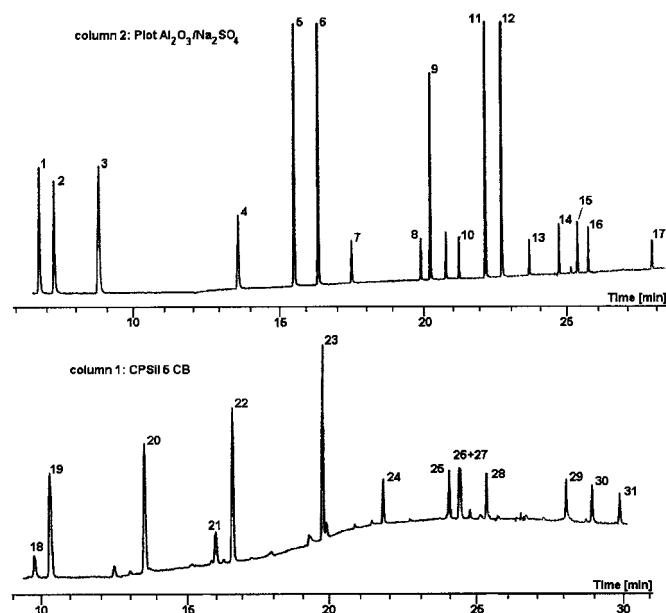 column 2: Plot Al2O3/Na2SO4
1 2 3 4 5 6 7 8 9 10 11 12 13 14 15 16 17
Time [min]
10 15 20 25
column 1: CPSil 5 CB
18 19 20 21 22 23 24 25 26+27 28 29 30 31
Time [min]
10 16 20 25 30